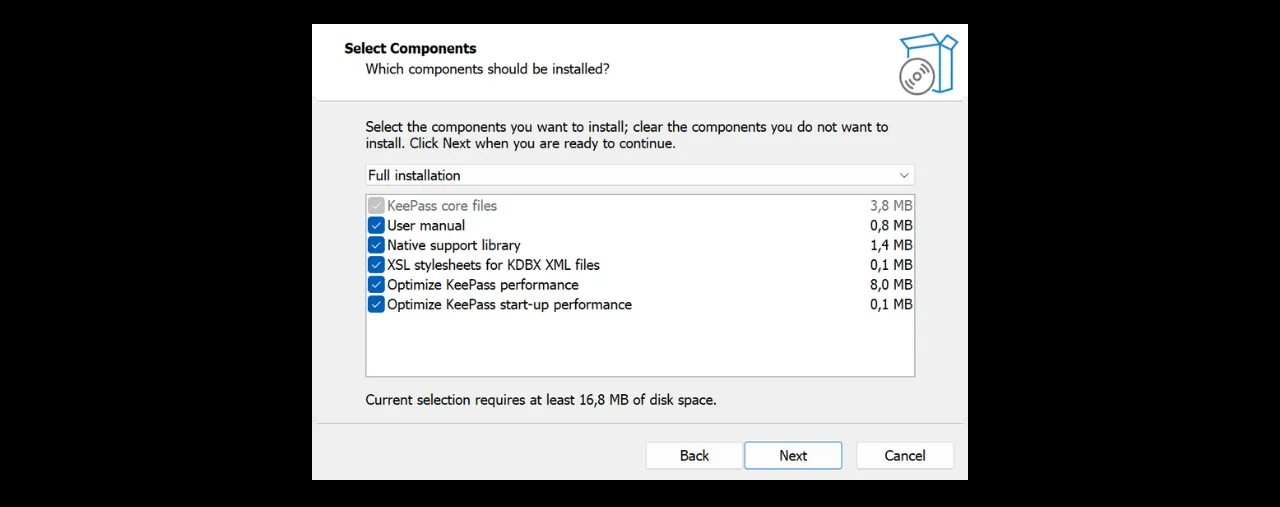 Select Components
Which components should be installed?
Select the components you want to install; clear the components you do not want to
install. Click Next when you are ready to continue.
Full installation
KeePass core files 3,8 MB
User manual 0,8 MB
Native support library 1,4 MB
XSL stylesheets for KDBX XML files 0,1 MB
Optimize KeePass performance 8,0 MB
Optimize KeePass start-up performance 0,1 MB
Current selection requires at least 16,8 MB of disk space.
Back Next Cancel